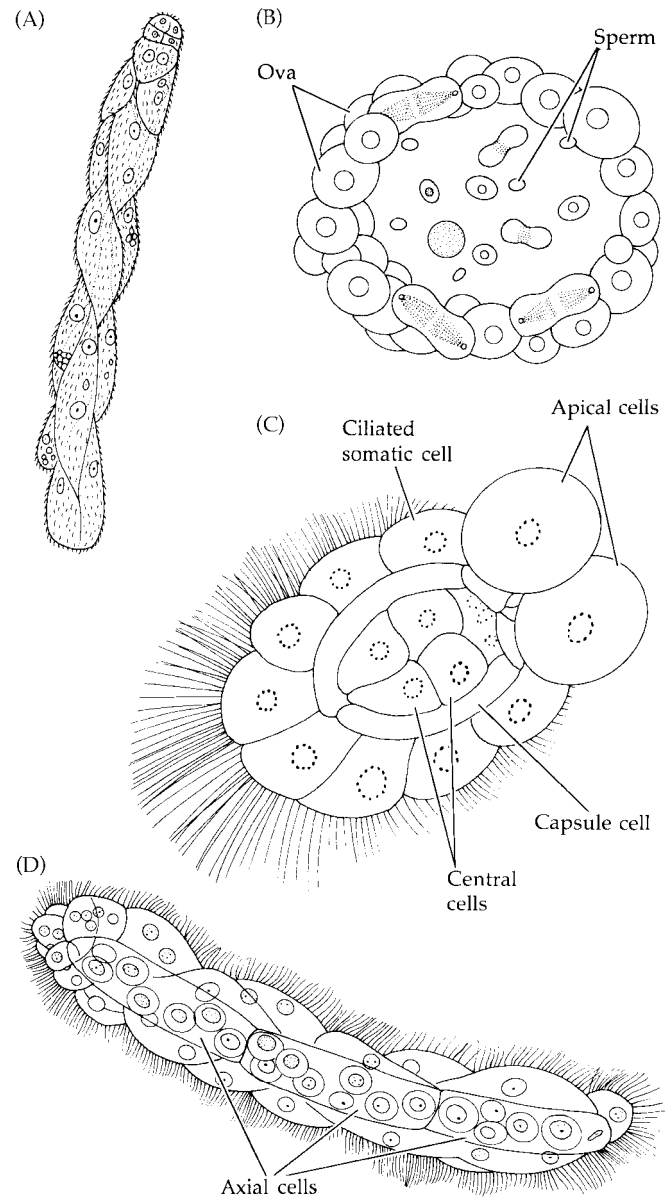 (A)
(B)
Sperm
Ova
(C)
Apical cells
Ciliated
somatic cell
Capsule cell
Central
cells
(D)
Axial cells